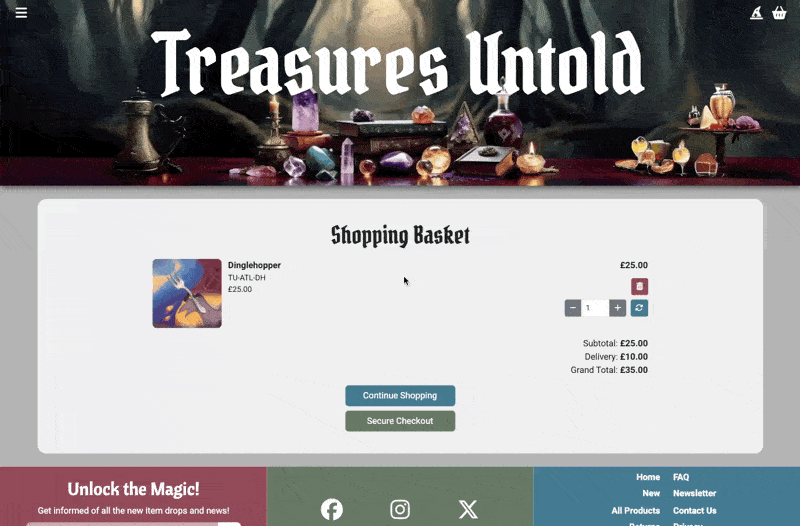 Treasures Untold
Shopping Basket
Dinglehopper
TU-ATL-DH
£25.00
£25.00
1
Subtotal: £25.00
Delivery: £10.00
Grand Total: £35.00
Continue Shopping
Secure Checkout
Unlock the Magic!
Get informed of all the new item drops and news!
Home FAQ
New Newsletter
All Products Contact Us
Returns Privacy